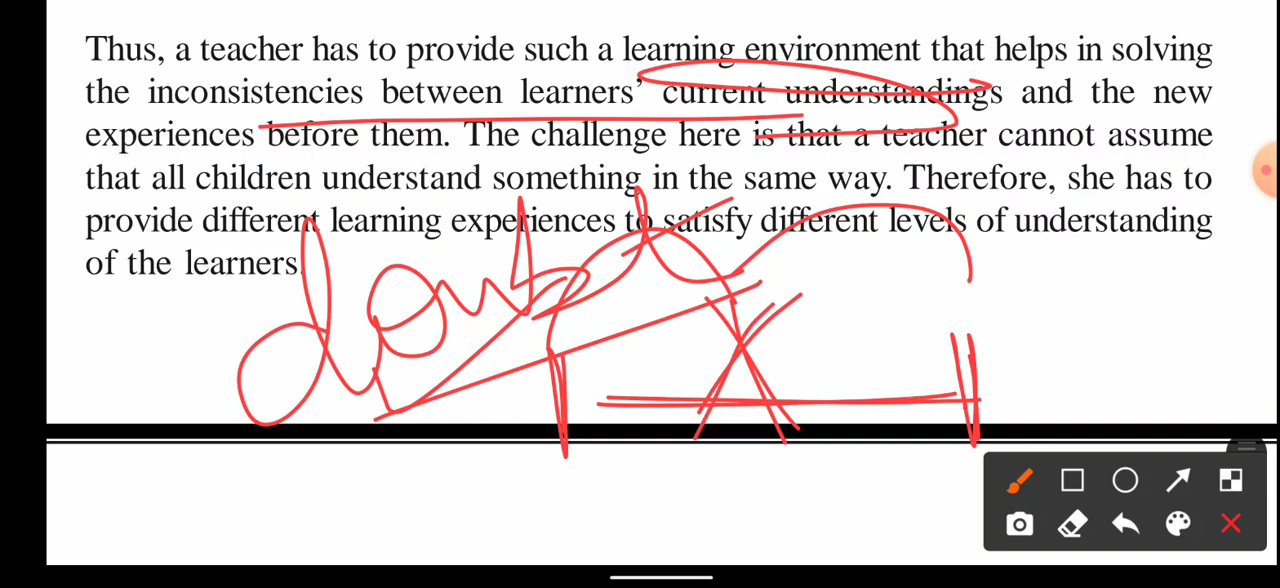 Thus, a teacher has to provide such a learning environment that helps in solving
the inconsistencies between learners’ current understandings and the new
experiences before them. The challenge here is that a teacher cannot assume
that all children understand something in the same way. Therefore, she has to
provide different learning experiences to satisfy different levels of understanding
of the learners.
doubt